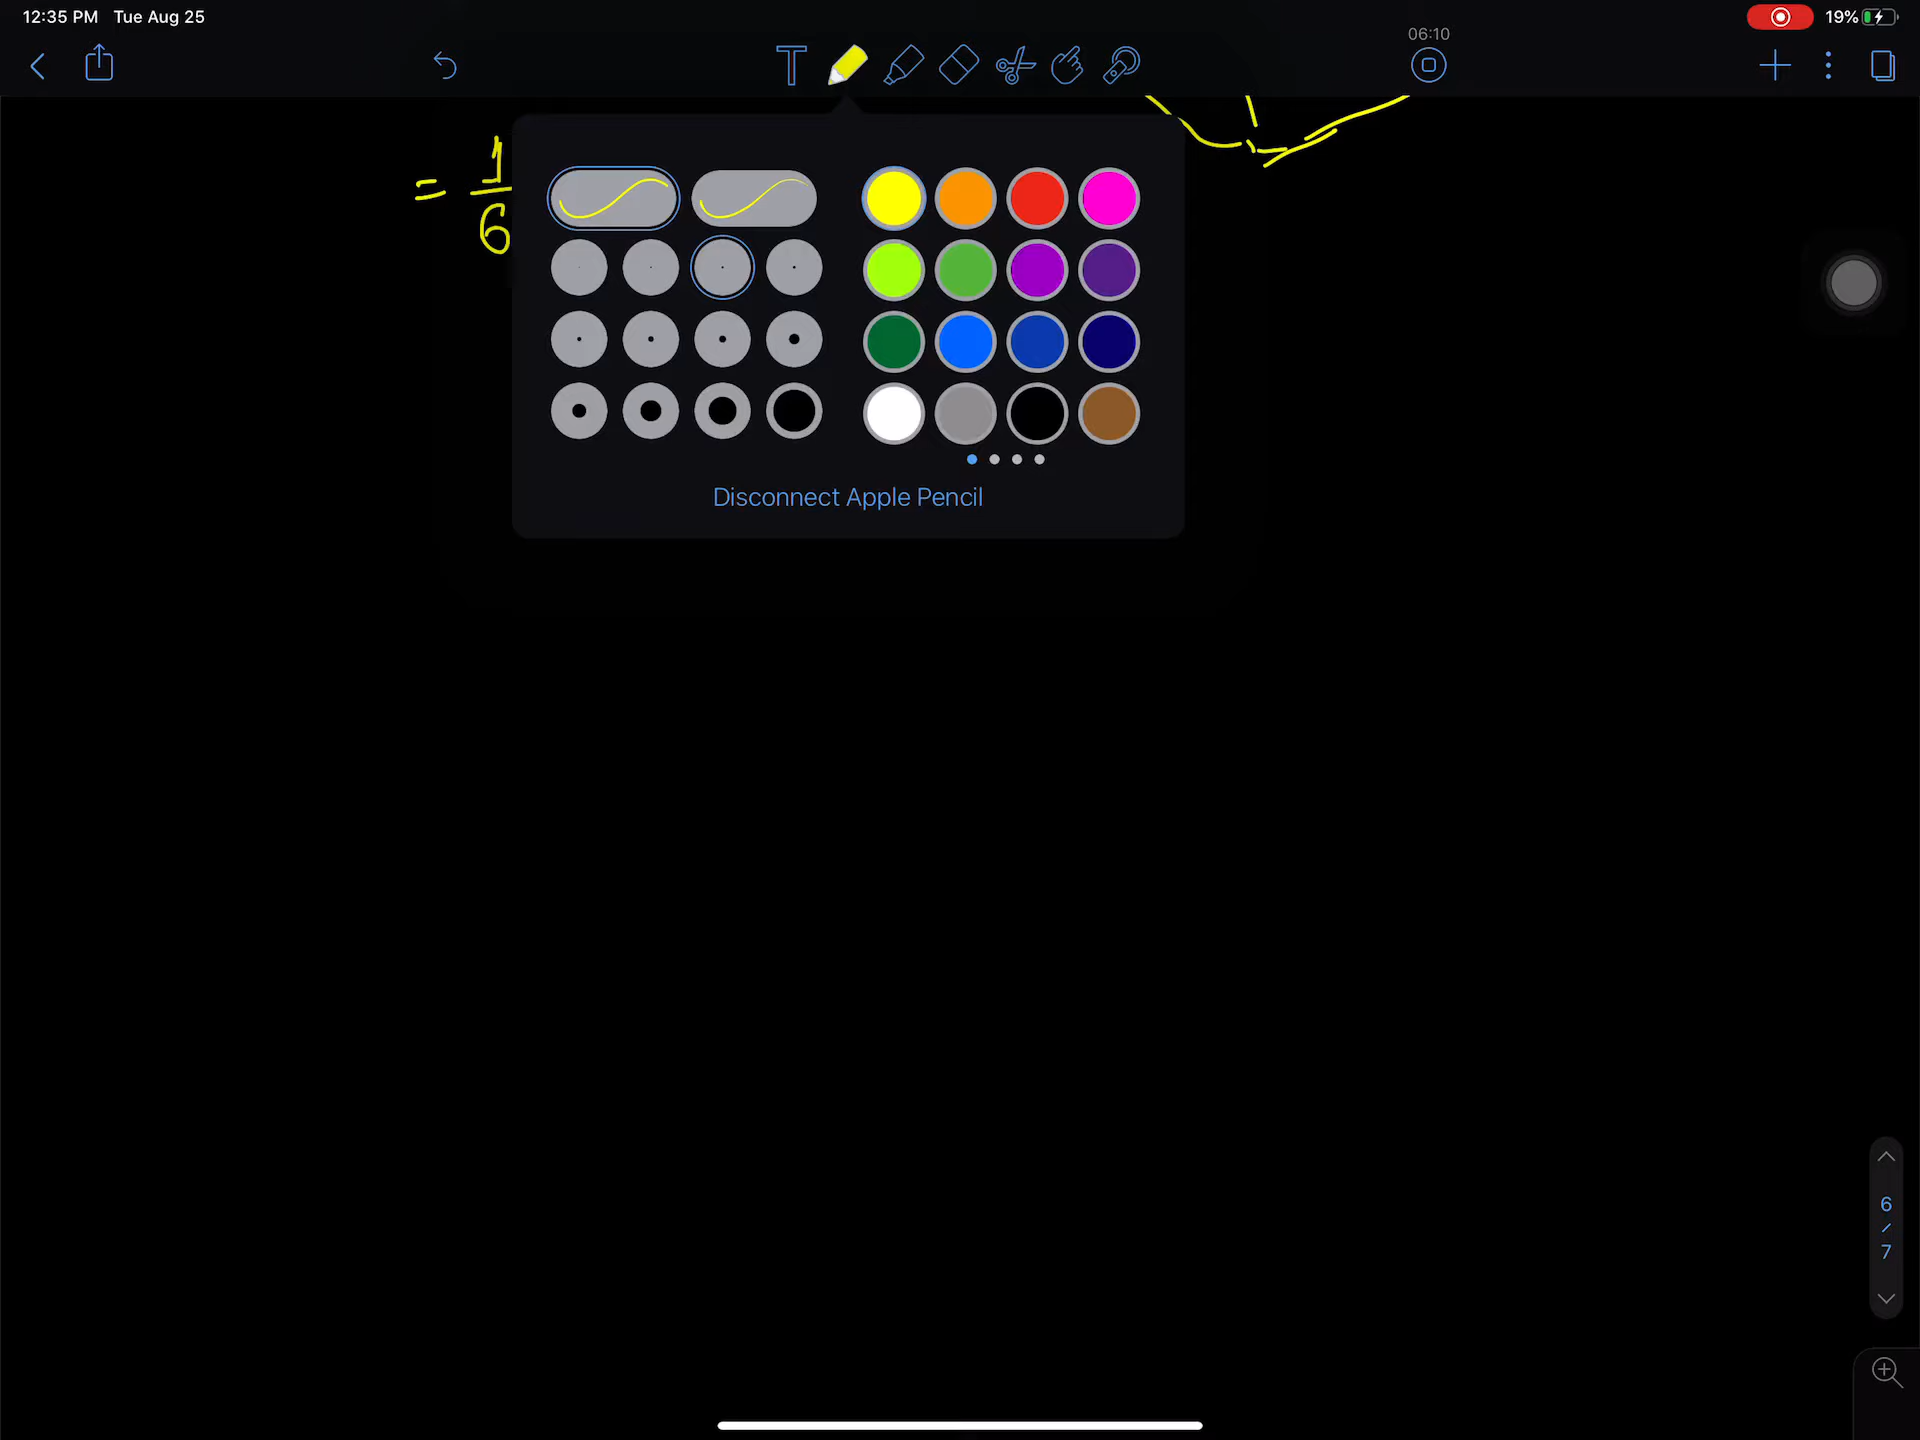 12:35 PM Tue Aug 25
19%
06:10
T
= 1/6
Disconnect Apple Pencil
6
/
7